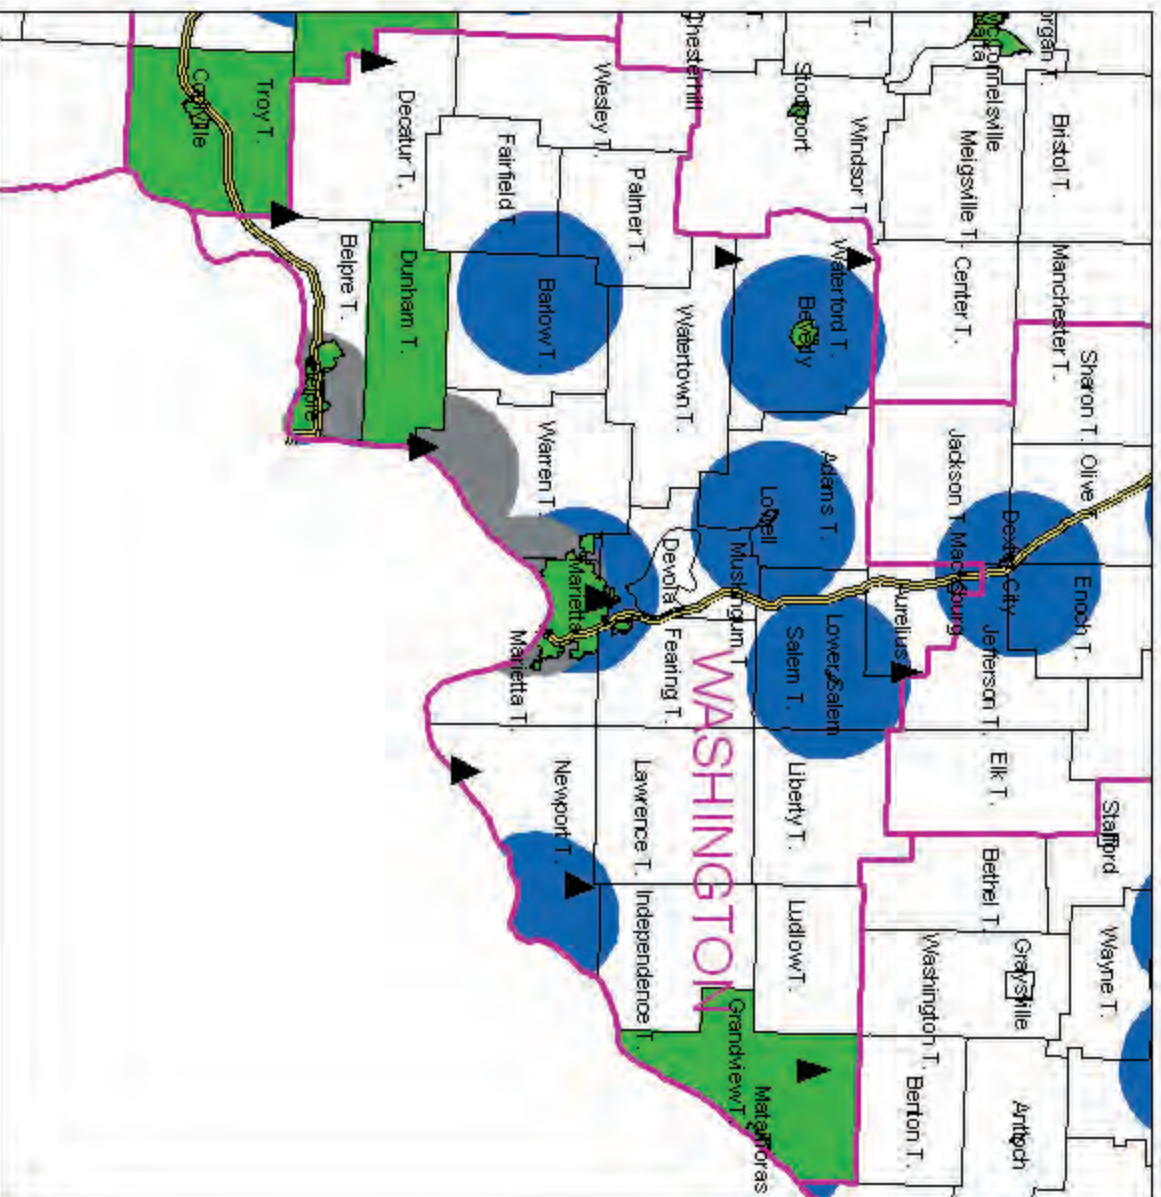 Troy T.
Decatur T.
Wesley T.
Chesterhill
Stockport
Windsor T.
Meigsville T.
Bristol T.
Fairfield T.
Palmer T.
Belpre T.
Dunham T.
Barlow T.
Watertown T.
Waterford T.
Beverly
Center T.
Manchester T.
Sharon T.
Belpre
Warren T.
Adams T.
Lowell
Jackson T.
Olive T.
Macksburg
Dexter City
Enoch T.
Marietta
Devola
Muskingum T.
Aurelius
Jefferson T.
Marietta T.
Fearing T.
Salem T.
Lower Salem
WASHINGTON
Newport T.
Lawrence T.
Liberty T.
Elk T.
Stafford
Independence T.
Ludlow T.
Bethel T.
Washington T.
Graysville
Wayne T.
Grandview T.
Matamoras
Benton T.
Antioch